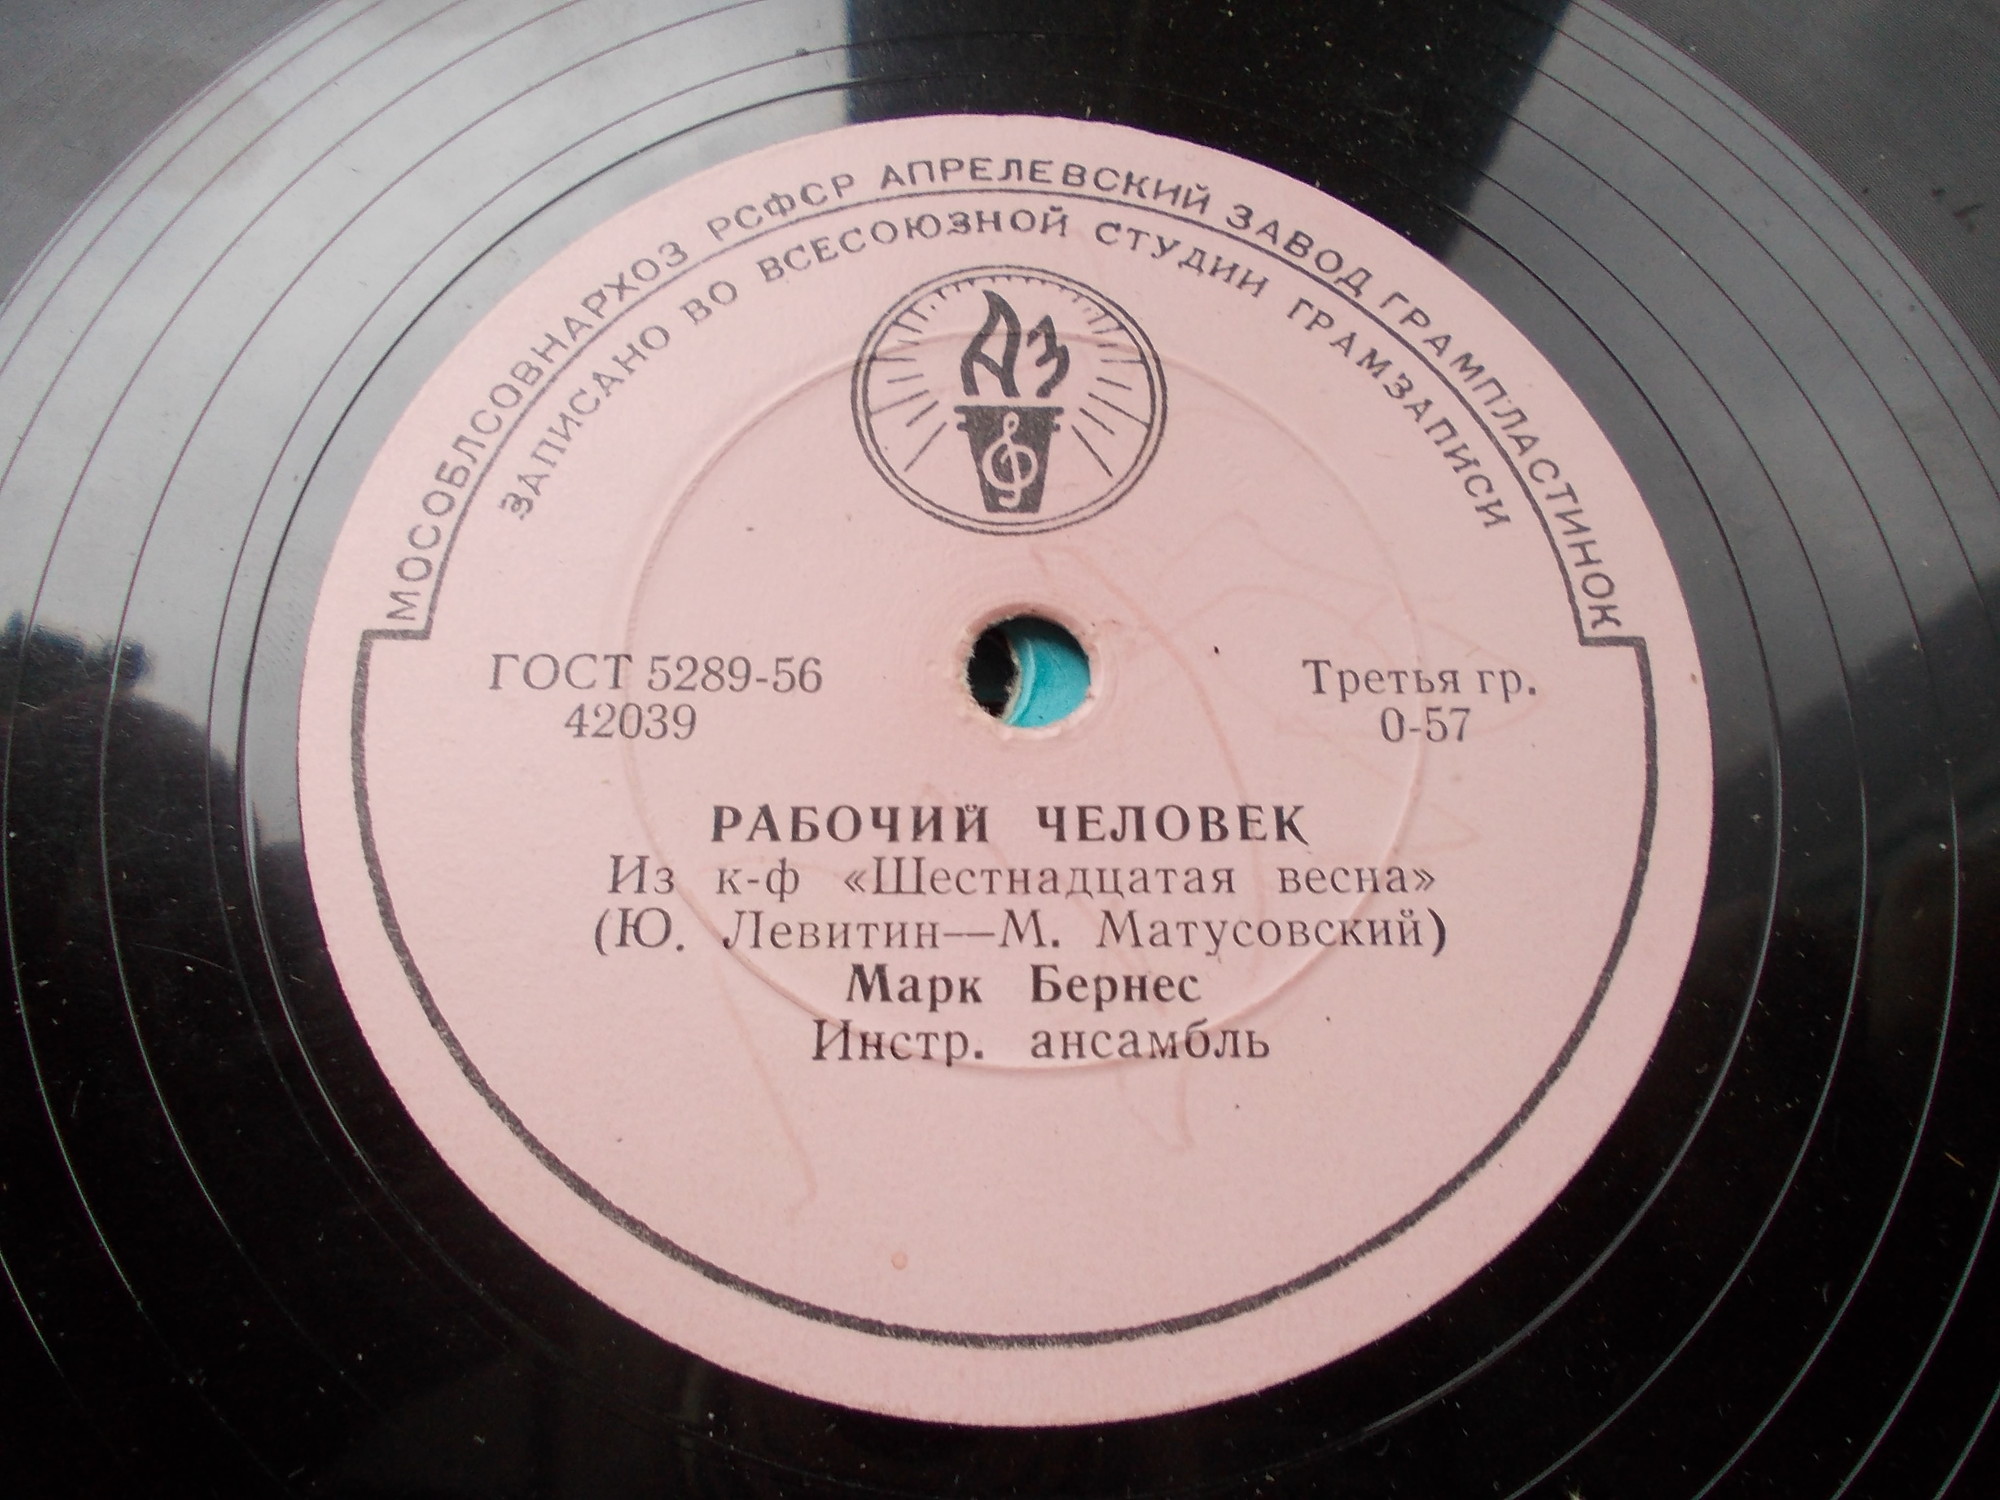 МОСОБЛСОВНАРХОЗ РСФСР АПРЕЛЕВСКИЙ ЗАВОД ГРАМПЛАСТИНОК
ЗАПИСАНО ВО ВСЕСОЮЗНОЙ СТУДИИ ГРАМЗАПИСИ
АЗ
ГОСТ 5289-56
42039
Третья гр.
0-57
РАБОЧИЙ ЧЕЛОВЕК
Из к-ф «Шестнадцатая весна»
(Ю. Левитин—М. Матусовский)
Марк Бернес
Инстр. ансамбль